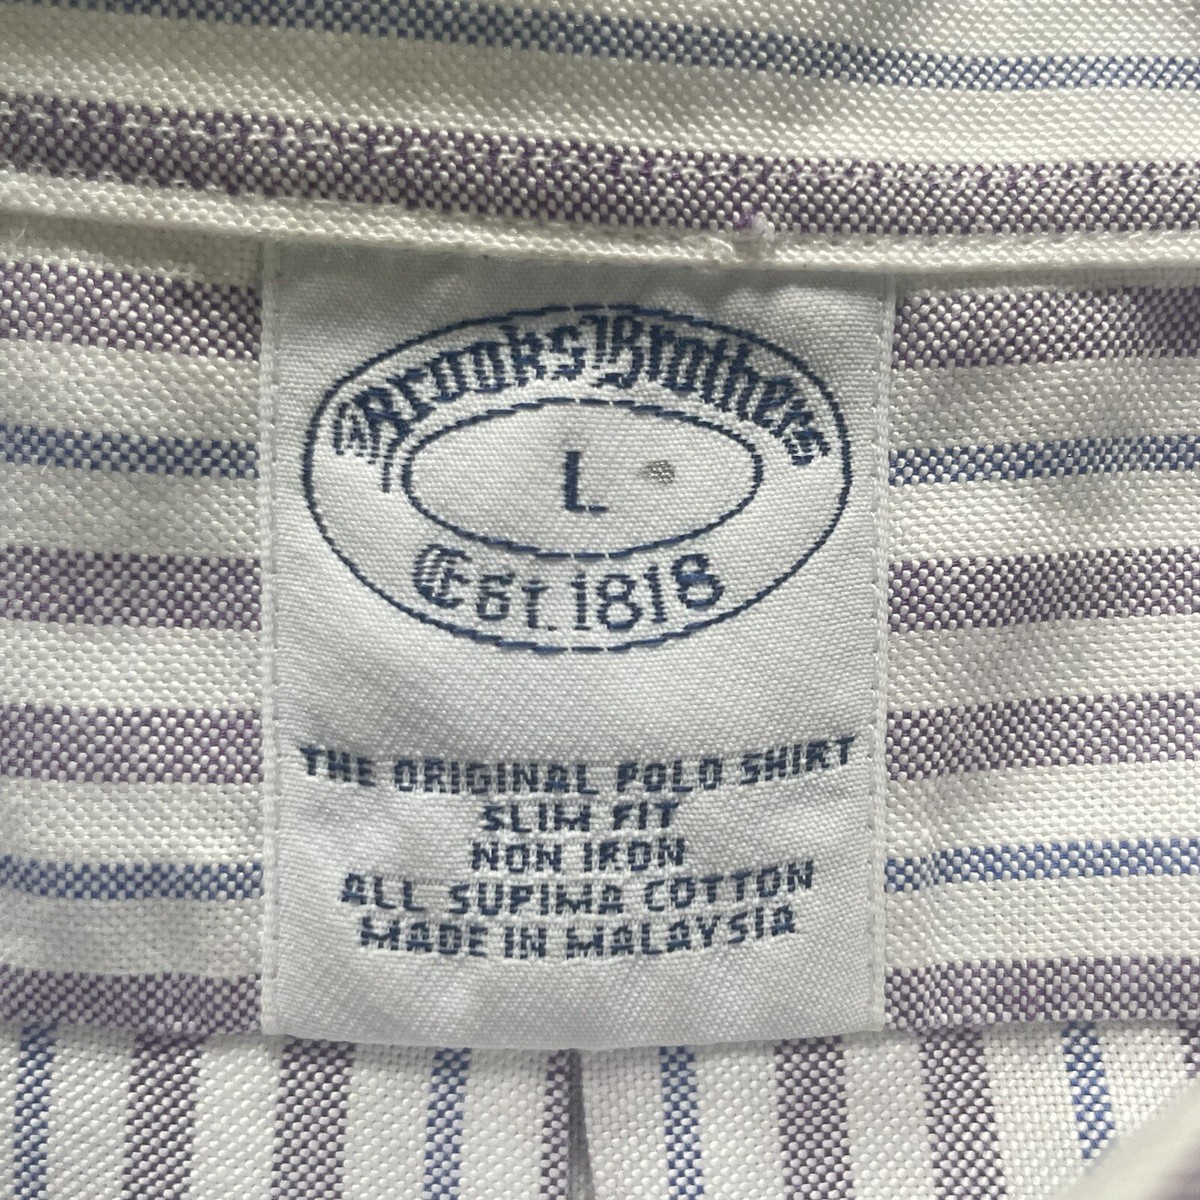 Brooks Brothers
L
Est. 1818
THE ORIGINAL POLO SHIRT
SLIM FIT
NON IRON
ALL SUPIMA COTTON
MADE IN MALAYSIA